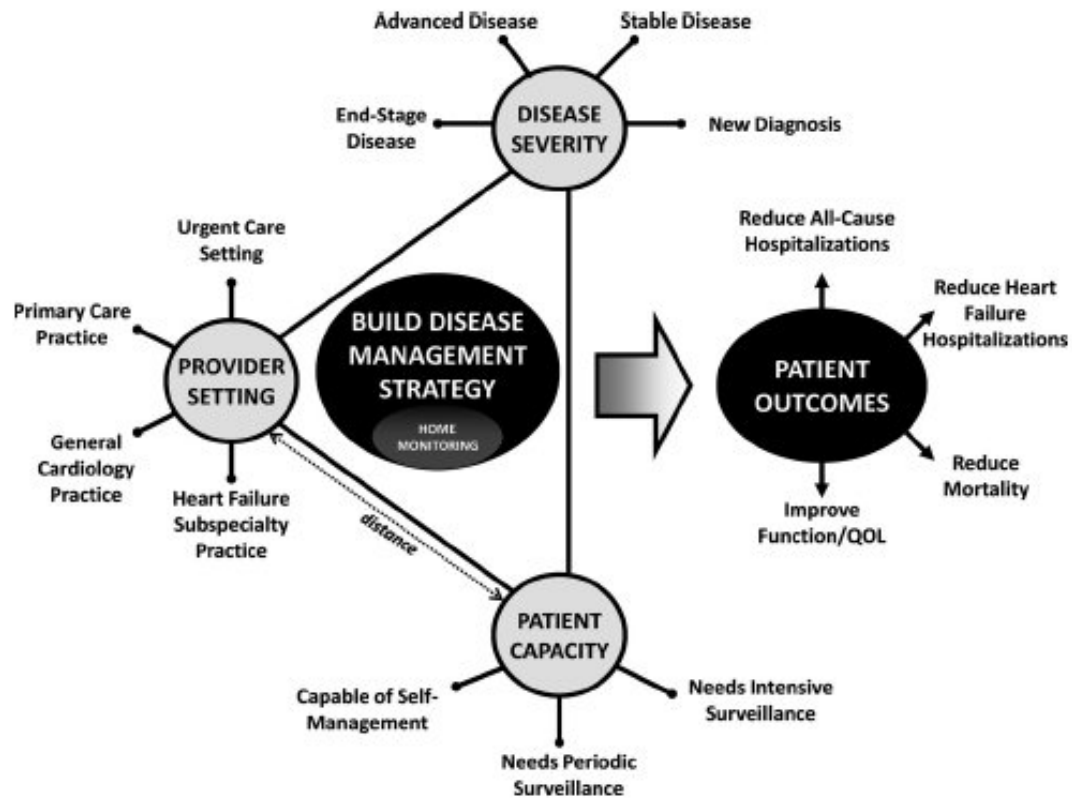 Advanced Disease
Stable Disease
End-Stage
Disease
DISEASE
SEVERITY
New Diagnosis
Urgent Care
Setting
Primary Care
Practice
PROVIDER
SETTING
General
Cardiology
Practice
Heart Failure
Subspecialty
Practice
BUILD DISEASE
MANAGEMENT
STRATEGY
HOME
MONITORING
distance
PATIENT
CAPACITY
Capable of Self-
Management
Needs Periodic
Surveillance
Needs Intensive
Surveillance
Reduce All-Cause
Hospitalizations
Reduce Heart
Failure
Hospitalizations
PATIENT
OUTCOMES
Reduce
Mortality
Improve
Function/QOL